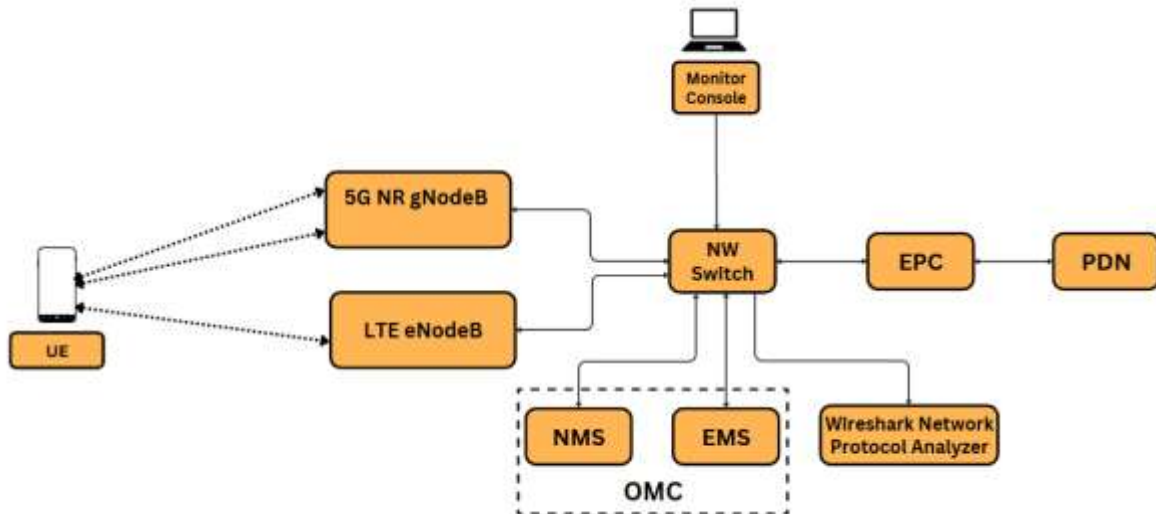 Monitor
Console
5G NR gNodeB
NW
Switch
EPC
PDN
LTE eNodeB
UE
NMS
EMS
Wireshark Network
Protocol Analyzer
OMC